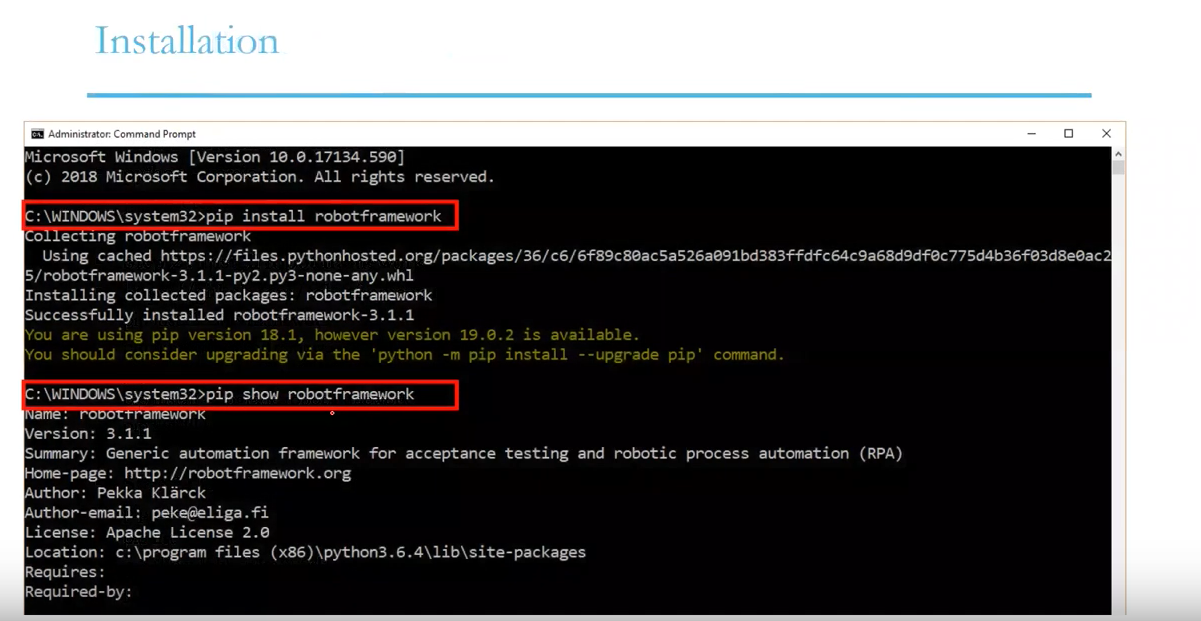 Installation
Administrator: Command Prompt
Microsoft Windows [Version 10.0.17134.590]
(c) 2018 Microsoft Corporation. All rights reserved.
C:\WINDOWS\system32>pip install robotframework
Collecting robotframework
Using cached https://files.pythonhosted.org/packages/36/c6/6f89c80ac5a526a091bd383ffdfc64c9a68d9df0c775d4b36f03d8e0ac2
5/robotframework-3.1.1-py2.py3-none-any.whl
Installing collected packages: robotframework
Successfully installed robotframework-3.1.1
You are using pip version 18.1, however version 19.0.2 is available.
You should consider upgrading via the 'python -m pip install --upgrade pip' command.
C:\WINDOWS\system32>pip show robotframework
Name: robotframework
Version: 3.1.1
Summary: Generic automation framework for acceptance testing and robotic process automation (RPA)
Home-page: http://robotframework.org
Author: Pekka Klärck
Author-email: peke@eliga.fi
License: Apache License 2.0
Location: c:\program files (x86)\python3.6.4\lib\site-packages
Requires:
Required-by: